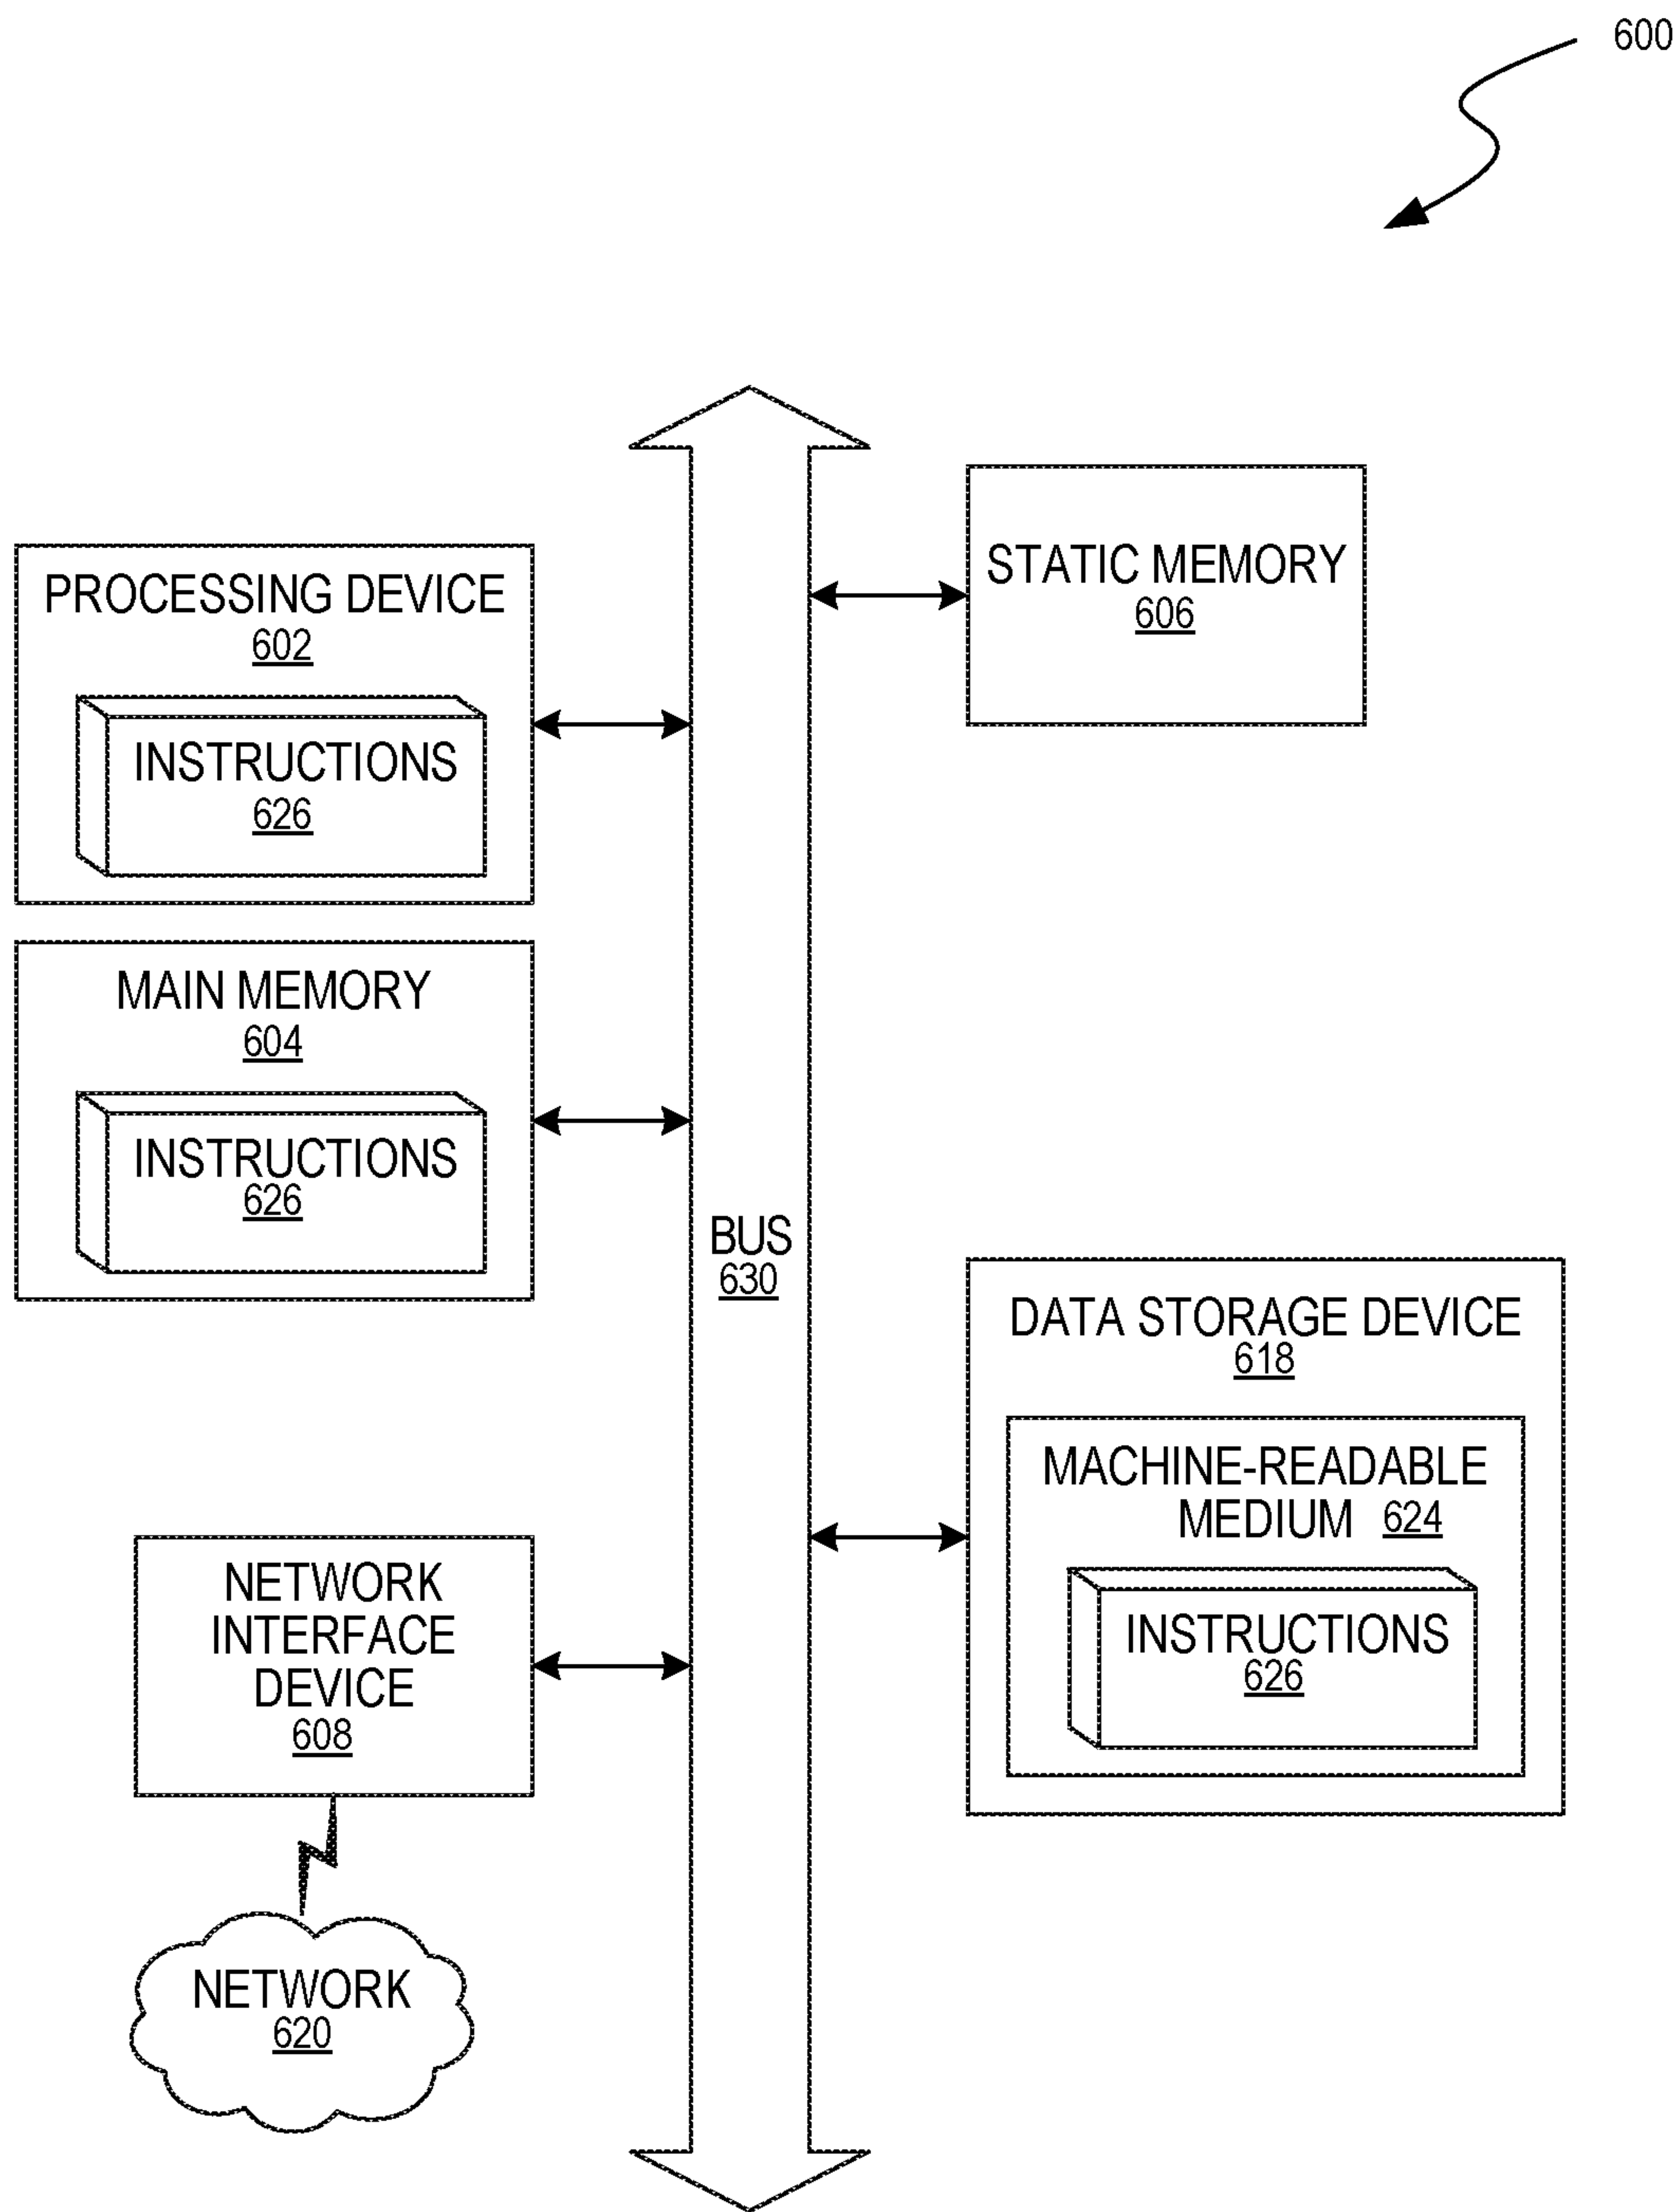 600
PROCESSING DEVICE
602
INSTRUCTIONS
626
STATIC MEMORY
606
MAIN MEMORY
604
INSTRUCTIONS
626
BUS
630
DATA STORAGE DEVICE
618
MACHINE-READABLE
MEDIUM 624
INSTRUCTIONS
626
NETWORK
INTERFACE
DEVICE
608
NETWORK
620